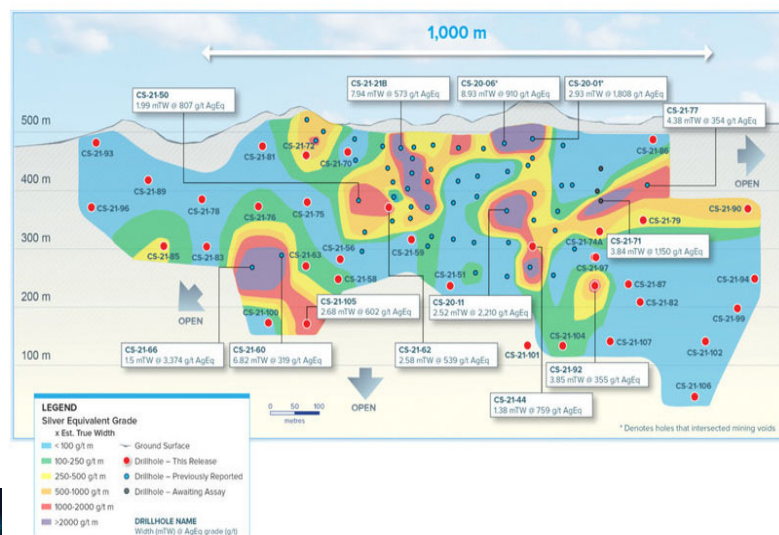 1,000 m
CS-21-50
1.99 mTW @ 807 g/t AgEq
CS-21-21B
7.94 mTW @ 573 g/t AgEq
CS-20-06*
8.93 mTW @ 910 g/t AgEq
CS-20-01*
2.93 mTW @ 1,808 g/t AgEq
CS-21-77
4.38 mTW @ 354 g/t AgEq
500 m
400 m
300 m
200 m
100 m
CS-21-93
CS-21-81
CS-21-72
CS-21-70
CS-21-86
CS-21-89
OPEN
CS-21-96
CS-21-78
CS-21-76
CS-21-75
CS-21-90
CS-21-79
CS-21-74A
CS-21-71
3.84 mTW @ 1,150 g/t AgEq
CS-21-85
CS-21-83
CS-21-63
CS-21-56
CS-21-59
CS-21-58
CS-21-51
CS-21-97
CS-21-87
CS-21-94
CS-21-82
CS-21-99
OPEN
CS-21-100
CS-21-105
2.68 mTW @ 602 g/t AgEq
CS-20-11
2.52 mTW @ 2,210 g/t AgEq
CS-21-101
CS-21-104
CS-21-107
CS-21-102
CS-21-66
1.5 mTW @ 3,374 g/t AgEq
CS-21-60
6.82 mTW @ 319 g/t AgEq
CS-21-62
2.58 mTW @ 539 g/t AgEq
CS-21-92
3.85 mTW @ 355 g/t AgEq
CS-21-106
CS-21-44
1.38 mTW @ 759 g/t AgEq
OPEN
0 50 100
metres
* Denotes holes that intersected mining voids
LEGEND
Silver Equivalent Grade
x Est. True Width
< 100 g/t m
100-250 g/t m
250-500 g/t m
500-1000 g/t m
1000-2000 g/t m
>2000 g/t m
Ground Surface
Drillhole – This Release
Drillhole – Previously Reported
Drillhole – Awaiting Assay
DRILLHOLE NAME
Width (mTW) @ AgEq grade (g/t)